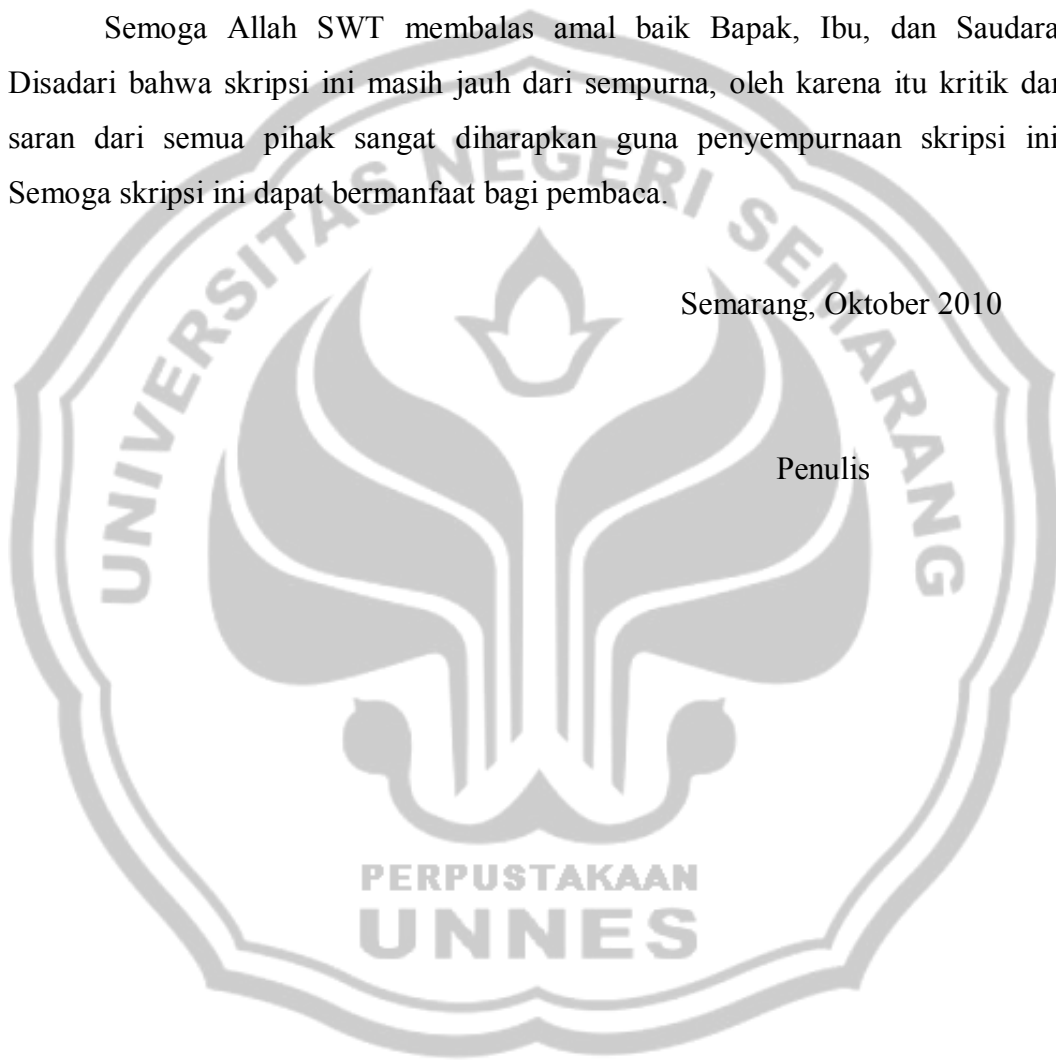 Semoga Allah SWT membalas amal baik Bapak, Ibu, dan Saudara
Disadari bahwa skripsi ini masih jauh dari sempurna, oleh karena itu kritik dan
saran dari semua pihak sangat diharapkan guna penyempurnaan skripsi ini
Semoga skripsi ini dapat bermanfaat bagi pembaca.
Semarang, Oktober 2010
Penulis
UNIVERSITAS NEGERI SEMARANG
PERPUSTAKAAN
UNNES